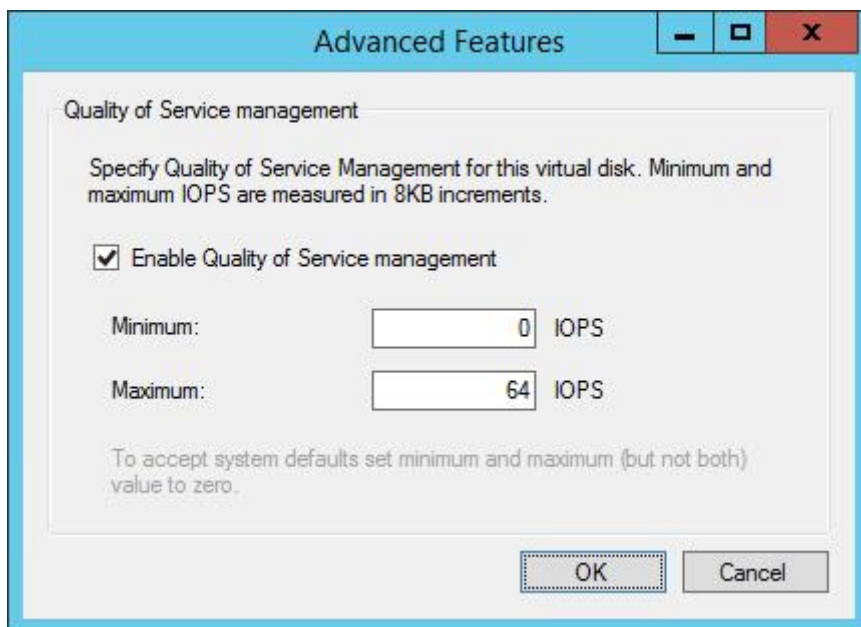 Advanced Features
Quality of Service management
Specify Quality of Service Management for this virtual disk. Minimum and
maximum IOPS are measured in 8KB increments.
Enable Quality of Service management
Minimum: 0 IOPS
Maximum: 64 IOPS
To accept system defaults set minimum and maximum (but not both)
value to zero.
OK Cancel